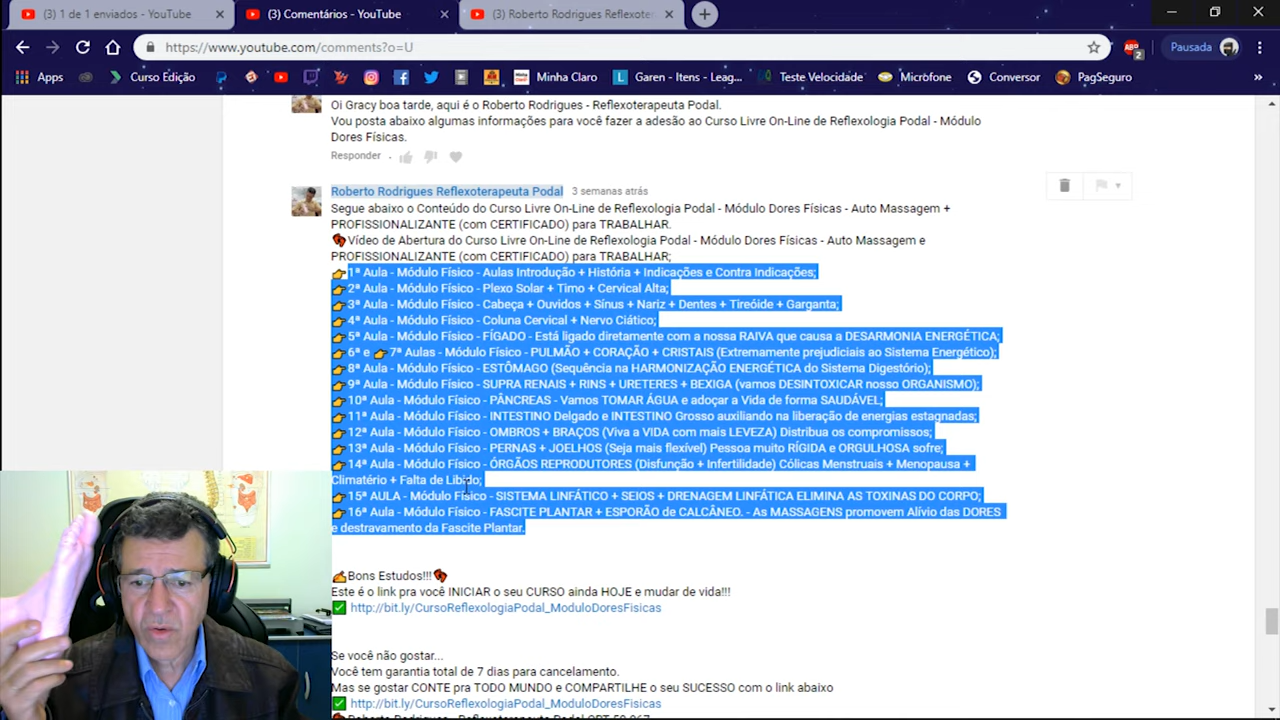 (3) 1 de 1 enviados - YouTube
(3) Comentários - YouTube
(3) Roberto Rodrigues Reflexoter
https://www.youtube.com/comments?o=U
ABP
2
Pausada
Apps
Curso Edição
Minha Claro
Garen - Itens - Leag...
Teste Velocidade
Micröfone
Conversor
PagSeguro
»
Oi Gracy boa tarde, aqui é o Roberto Rodrigues - Reflexoterapeuta Podal.
Vou posta abaixo algumas informações para você fazer a adesão ao Curso Livre On-Line de Reflexologia Podal - Módulo
Dores Físicas.
Responder
Roberto Rodrigues Reflexoterapeuta Podal 3 semanas atrás
Segue abaixo o Conteúdo do Curso Livre On-Line de Reflexologia Podal - Módulo Dores Físicas - Auto Massagem +
PROFISSIONALIZANTE (com CERTIFICADO) para TRABALHAR.
👣Vídeo de Abertura do Curso Livre On-Line de Reflexologia Podal - Módulo Dores Físicas - Auto Massagem e
PROFISSIONALIZANTE (com CERTIFICADO) para TRABALHAR;
👉1ª Aula - Módulo Físico - Aulas Introdução + História + Indicações e Contra Indicações;
👉2ª Aula - Módulo Físico - Plexo Solar + Timo + Cervical Alta;
👉3ª Aula - Módulo Físico - Cabeça + Ouvidos + Sínus + Nariz + Dentes + Tireóide + Garganta;
👉4ª Aula - Módulo Físico - Coluna Cervical + Nervo Ciático;
👉5ª Aula - Módulo Físico - FÍGADO - Está ligado diretamente com a nossa RAIVA que causa a DESARMONIA ENERGÉTICA;
👉6ª e 👉7ª Aulas - Módulo Físico - PULMÃO + CORAÇÃO + CRISTAIS (Extremamente prejudiciais ao Sistema Energético);
👉8ª Aula - Módulo Físico - ESTÔMAGO (Sequência na HARMONIZAÇÃO ENERGÉTICA do Sistema Digestório);
👉9ª Aula - Módulo Físico - SUPRA RENAIS + RINS + URETERES + BEXIGA (vamos DESINTOXICAR nosso ORGANISMO);
👉10ª Aula - Módulo Físico - PÂNCREAS - Vamos TOMAR ÁGUA e adoçar a Vida de forma SAUDÁVEL;
👉11ª Aula - Módulo Físico - INTESTINO Delgado e INTESTINO Grosso auxiliando na liberação de energias estagnadas;
👉12ª Aula - Módulo Físico - OMBROS + BRAÇOS (Viva a VIDA com mais LEVEZA) Distribua os compromissos;
👉13ª Aula - Módulo Físico - PERNAS + JOELHOS (Seja mais flexível) Pessoa muito RÍGIDA e ORGULHOSA sofre;
👉14ª Aula - Módulo Físico - ÓRGÃOS REPRODUTORES (Disfunção + Infertilidade) Cólicas Menstruais + Menopausa +
Climatério + Falta de Libido;
👉15ª AULA - Módulo Físico - SISTEMA LINFÁTICO + SEIOS + DRENAGEM LINFÁTICA ELIMINA AS TOXINAS DO CORPO;
👉16ª Aula - Módulo Físico - FASCITE PLANTAR + ESPORÃO de CALCÂNEO. - As MASSAGENS promovem Alívio das DORES
e destravamento da Fascite Plantar.
✍Bons Estudos!!!👣
Este é o link pra você INICIAR o seu CURSO ainda HOJE e mudar de vida!!!
✅ http://bit.ly/CursoReflexologiaPodal_ModuloDoresFisicas
Se você não gostar...
Você tem garantia total de 7 dias para cancelamento.
Mas se gostar CONTE pra TODO MUNDO e COMPARTILHE o seu SUCESSO com o link abaixo
✅ http://bit.ly/CursoReflexologiaPodal_ModuloDoresFisicas
👣Roberto Rodrigues - Reflexoterapeuta Podal